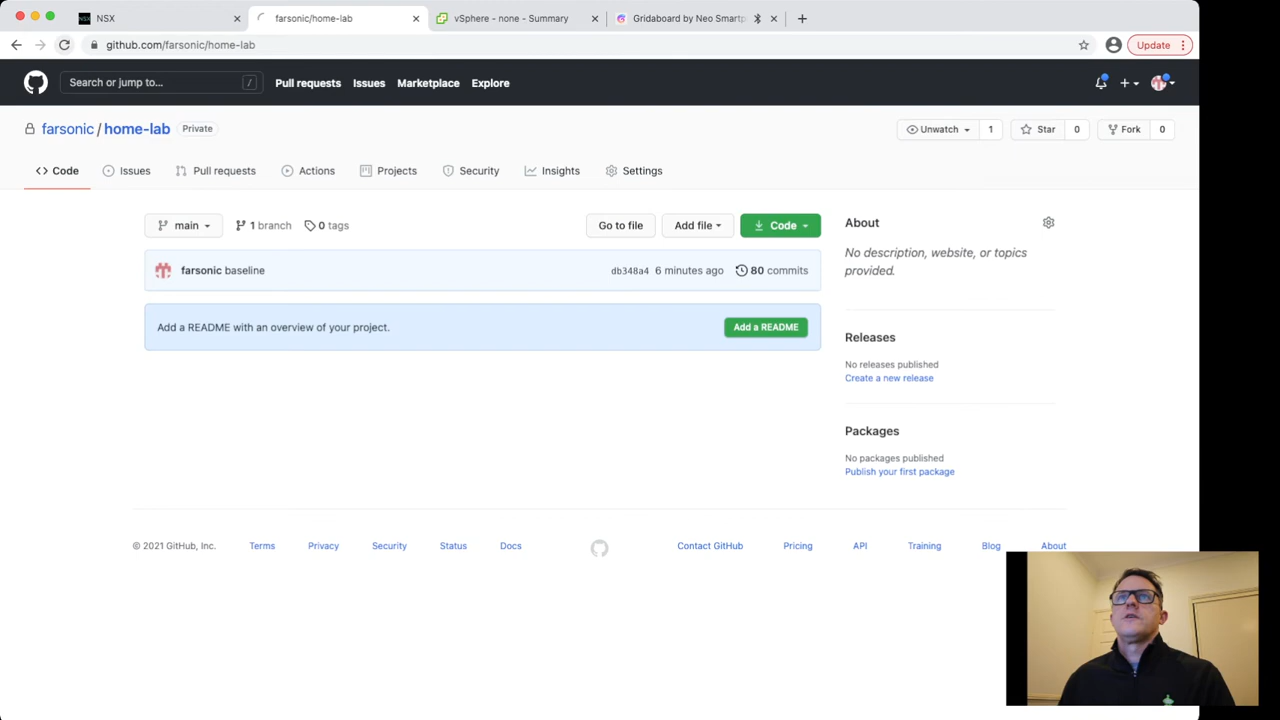 NSX
farsonic/home-lab
vSphere - none - Summary
Gridaboard by Neo Smartp
github.com/farsonic/home-lab
Update
Search or jump to...
/
Pull requests
Issues
Marketplace
Explore
farsonic / home-lab
Private
Unwatch
1
Star
0
Fork
0
Code
Issues
Pull requests
Actions
Projects
Security
Insights
Settings
main
1 branch
0 tags
Go to file
Add file
Code
farsonic baseline
db348a4 6 minutes ago
80 commits
Add a README with an overview of your project.
Add a README
About
No description, website, or topics
provided.
Releases
No releases published
Create a new release
Packages
No packages published
Publish your first package
© 2021 GitHub, Inc.
Terms
Privacy
Security
Status
Docs
Contact GitHub
Pricing
API
Training
Blog
About